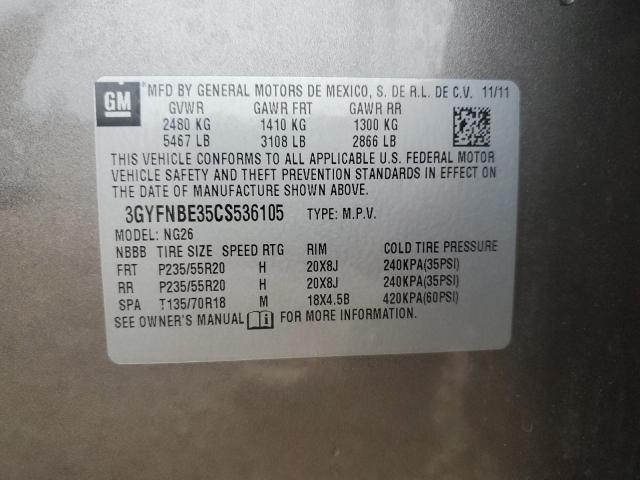 GM MFD BY GENERAL MOTORS DE MEXICO, S. DE R.L. DE C.V. 11/11
GVWR GAWR FRT GAWR RR
2480 KG 1410 KG 1300 KG
5467 LB 3108 LB 2866 LB
THIS VEHICLE CONFORMS TO ALL APPLICABLE U.S. FEDERAL MOTOR
VEHICLE SAFETY AND THEFT PREVENTION STANDARDS IN EFFECT ON
THE DATE OF MANUFACTURE SHOWN ABOVE.
3GYFNBE35CS536105 TYPE: M.P.V.
MODEL: NG26
NBBB TIRE SIZE SPEED RTG RIM COLD TIRE PRESSURE
FRT P235/55R20 H 20X8J 240KPA(35PSI)
RR P235/55R20 H 20X8J 240KPA(35PSI)
SPA T135/70R18 M 18X4.5B 420KPA(60PSI)
SEE OWNER'S MANUAL FOR MORE INFORMATION.